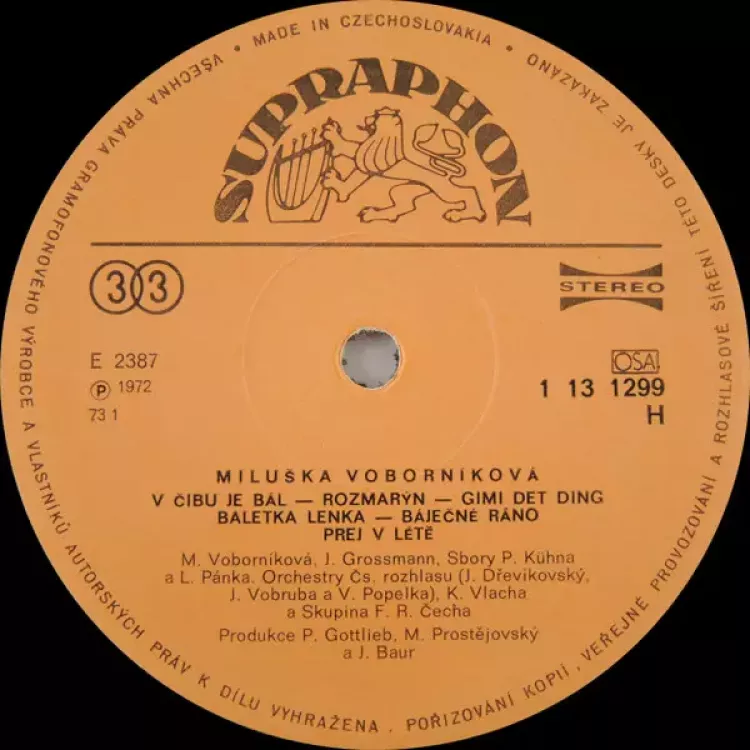 VŠECHNA PRÁVA GRAMOFONOVÉHO VÝROBCE A VLASTNÍKŮ AUTORSKÝCH PRÁV K DÍLU VYHRAŽENA . POŘIZOVÁNÍ KOPIÍ , VEŘEJNÉ PROVOZOVÁNÍ A ROZHLASOVÉ ŠÍŘENÍ TÉTO DESKY JE ZAKÁZÁNO • MADE IN CZECHOSLOVAKIA •
SUPRAPHON
33
STEREO
E 2387
OSA
℗ 1972
1 13 1299
73 1
H
MILUŠKA VOBORNÍKOVÁ
V ČIBU JE BÁL — ROZMARÝN — GIMI DET DING
BALETKA LENKA — BÁJEČNÉ RÁNO
PREJ V LÉTĚ
M. Voborníková, J. Grossmann, Sbory P. Kühna
a L. Pánka. Orchestry Čs. rozhlasu (J. Dřevikovský,
J. Vobruba a V. Popelka), K. Vlacha
a Skupina F. R. Čecha
Produkce P. Gottlieb, M. Prostějovský
a J. Baur